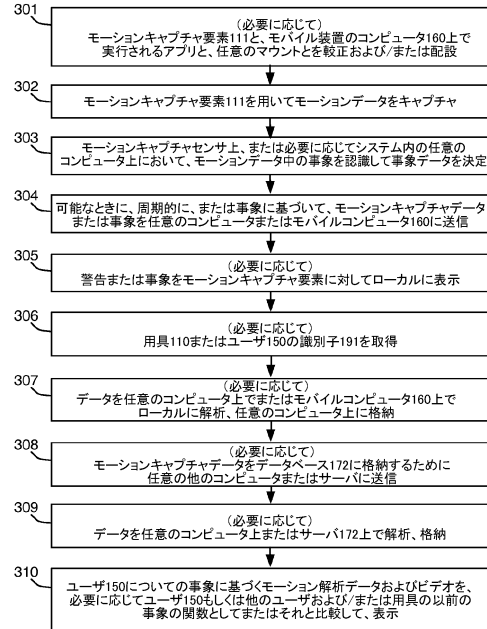 301
(必要に応じて)
モーションキャプチャ要素111と、モバイル装置のコンピュータ160上で
実行されるアプリと、任意のマウントとを較正および/または配設
302
モーションキャプチャ要素111を用いてモーションデータをキャプチャ
303
モーションキャプチャセンサ上、または必要に応じてシステム内の任意の
コンピュータ上において、モーションデータ中の事象を認識して事象データを決定
304
可能なときに、周期的に、または事象に基づいて、モーションキャプチャデータ
または事象を任意のコンピュータまたはモバイルコンピュータ160に送信
305
(必要に応じて)
警告または事象をモーションキャプチャ要素に対してローカルに表示
306
(必要に応じて)
用具110またはユーザ150の識別子191を取得
307
(必要に応じて)
データを任意のコンピュータ上でまたはモバイルコンピュータ160上で
ローカルに解析、任意のコンピュータ上に格納
308
(必要に応じて)
モーションキャプチャデータをデータベース172に格納するために
任意の他のコンピュータまたはサーバに送信
309
(必要に応じて)
データを任意のコンピュータ上またはサーバ172上で解析、格納
310
ユーザ150についての事象に基づくモーション解析データおよびビデオを、
必要に応じてユーザ150もしくは他のユーザおよび/または用具の以前の
事象の関数としてまたはそれと比較して、表示